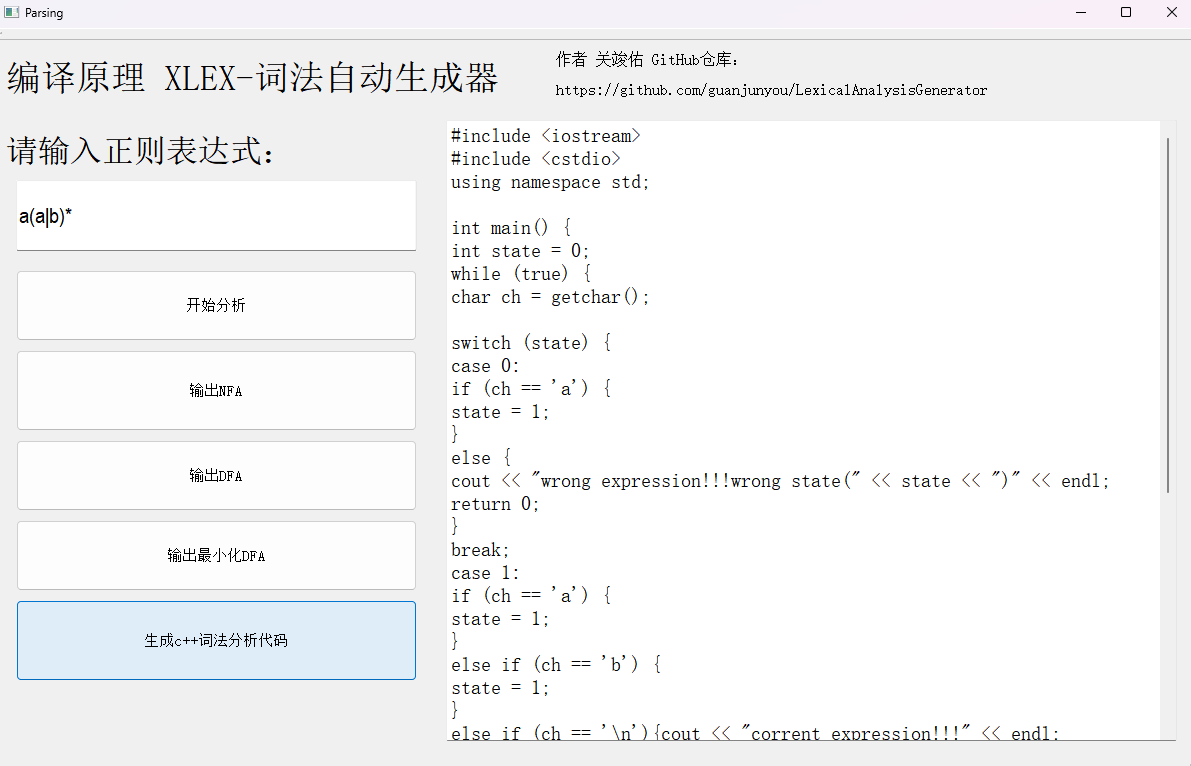 Parsing
编译原理 XLEX-词法自动生成器
作者 关竣佑 GitHub仓库：
https://github.com/guanjunyou/LexicalAnalysisGenerator
请输入正则表达式：
a(a|b)*
开始分析
输出NFA
输出DFA
输出最小化DFA
生成c++词法分析代码
#include <iostream>
#include <cstdio>
using namespace std;
int main() {
int state = 0;
while (true) {
char ch = getchar();
switch (state) {
case 0:
if (ch == 'a') {
state = 1;
}
else {
cout << "wrong expression!!!wrong state(" << state << ")" << endl;
return 0;
}
break;
case 1:
if (ch == 'a') {
state = 1;
}
else if (ch == 'b') {
state = 1;
}
else if (ch == '\n'){cout << "corrent expression!!!" << endl;